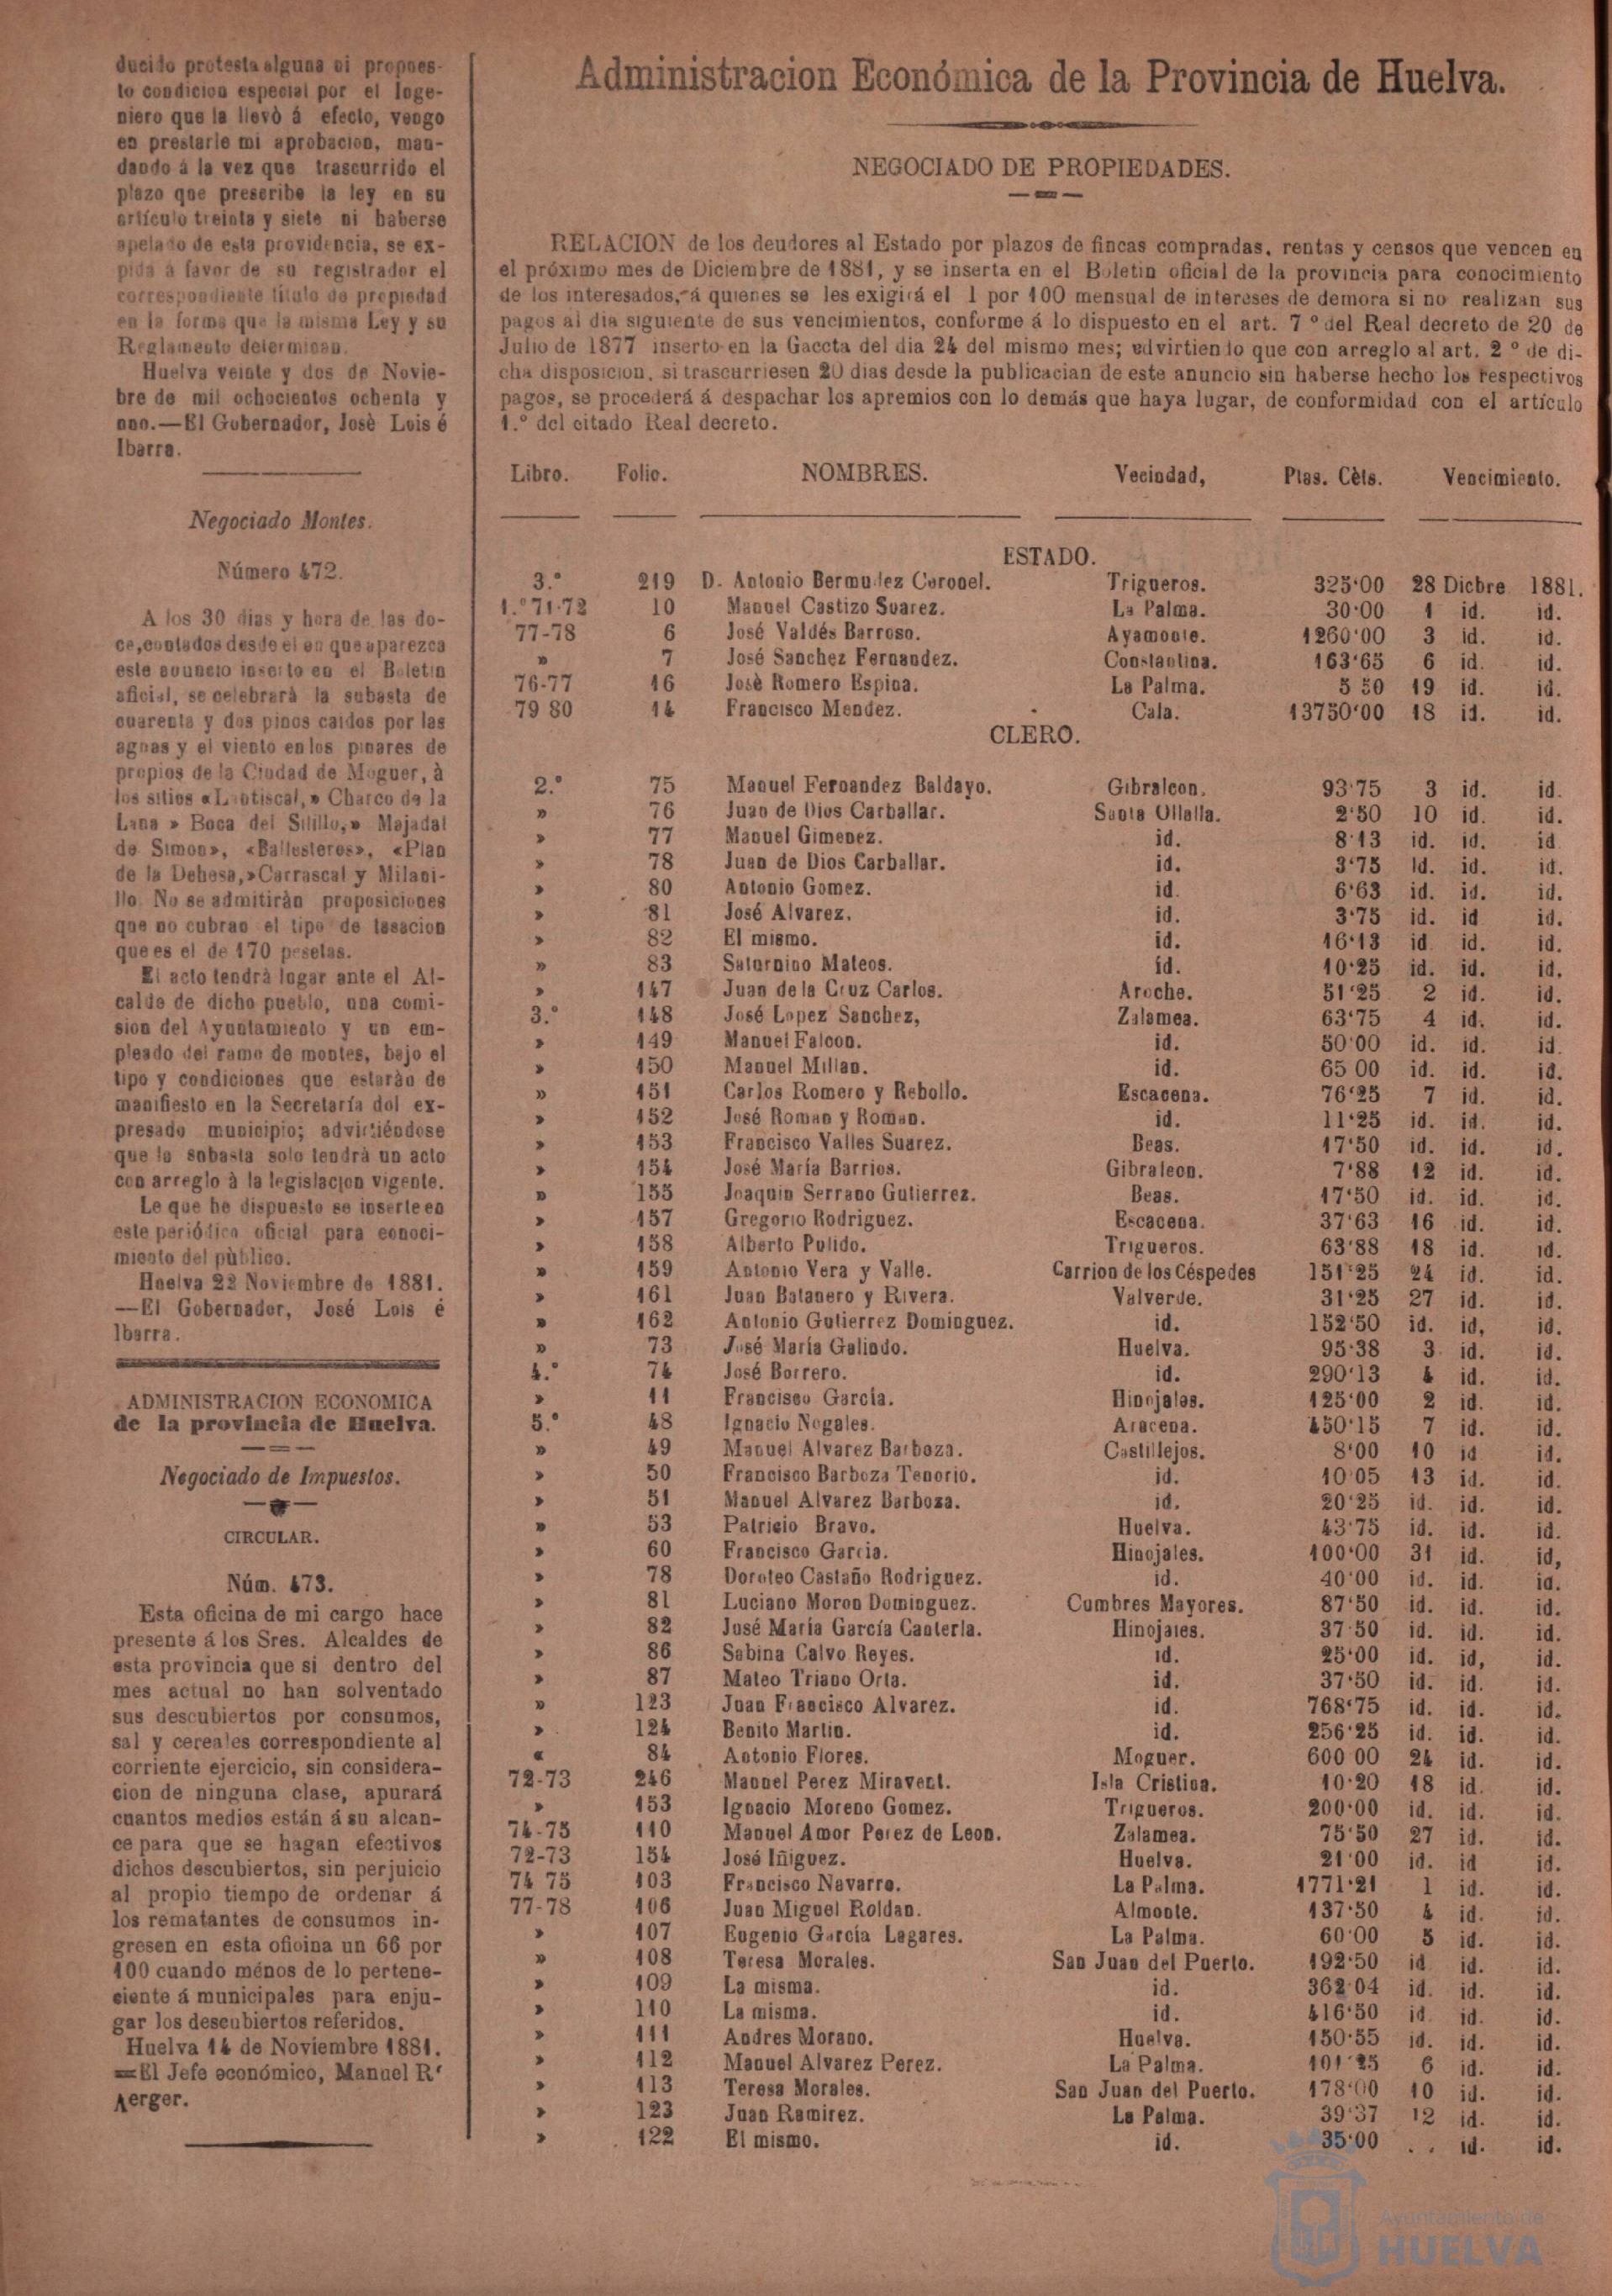 ducido protesta alguna ni propues-
to condicion especial por el Inge-
niero que la llevò á efecto, vengo
en prestarle mi aprobacion, man-
dando á la vez que trascurrido el
plazo que prescribe la ley en su
artículo treinta y siete ni haberse
apelado de esta providencia, se ex-
pida á favor de su registrador el
correspondiente título de propiedad
en la forma que la misma Ley y su
Reglamento determinan.
Huelva veinte y dos de Novie-
bre de mil ochocientos ochenta y
uno.—El Gobernador, Josè Luis é
Ibarra.
Negociado Montes.
Número 472.
A los 30 dias y hora de las do-
ce, contados desde el en que aparezca
este anuncio inserto en el Boletin
oficial, se celebrarà la subasta de
cuarenta y dos pinos caidos por las
aguas y el viento en los pinares de
propios de la Ciudad de Moguer, à
los sitios «Lentiscal,» Charco de la
Lana » Boca del Silillo,» Majadal
de Simon», «Ballesteros», «Plan
de la Dehesa,» Carrascal y Milani-
llo. No se admitiràn proposiciones
que no cubran el tipo de tasacion
que es el de 170 pesetas.
El acto tendrà lugar ante el Al-
calde de dicho pueblo, una comi-
sion del Ayuntamiento y un em-
pleado del ramo de montes, bajo el
tipo y condiciones que estaràn de
manifiesto en la Secretaría dol ex-
presado municipio; advirtiéndose
que la subasta solo tendrà un acto
con arreglo à la legislacion vigente.
Le que he dispuesto se inserte en
este periódico oficial para conoci-
miento del pùblico.
Huelva 22 Noviembre de 1881.
—El Gobernador, José Luis é
Ibarra.
ADMINISTRACION ECONOMICA
de la provincia de Huelva.
Negociado de Impuestos.
CIRCULAR.
Núm. 473.
Esta oficina de mi cargo hace
presente á los Sres. Alcaldes de
esta provincia que si dentro del
mes actual no han solventado
sus descubiertos por consumos,
sal y cereales correspondiente al
corriente ejercicio, sin considera-
cion de ninguna clase, apurará
cuantos medios están á su alcan-
ce para que se hagan efectivos
dichos descubiertos, sin perjuicio
al propio tiempo de ordenar á
los rematantes de consumos in-
gresen en esta oficina un 66 por
100 cuando ménos de lo pertene-
ciente á municipales para enju-
gar los descubiertos referidos.
Huelva 14 de Noviembre 1881.
=El Jefe económico, Manuel R‘
Aerger.
Administracion Económica de la Provincia de Huelva.
NEGOCIADO DE PROPIEDADES.
RELACION de los deudores al Estado por plazos de fincas compradas, rentas y censos que vencen en
el próximo mes de Diciembre de 1881, y se inserta en el Boletin oficial de la provincia para conocimiento
de los interesados, á quienes se les exigirá el 1 por 100 mensual de intereses de demora si no realizan sus
pagos al dia siguiente de sus vencimientos, conforme á lo dispuesto en el art. 7 º del Real decreto de 20 de
Julio de 1877 inserto en la Gaccta del dia 24 del mismo mes; udvirtiendo que con arreglo al art. 2 º de di-
cha disposicion, si trascurriesen 20 dias desde la publicacian de este anuncio sin haberse hecho los respectivos
pagos, se procederá á despachar los apremios con lo demás que haya lugar, de conformidad con el artículo
1.º del citado Real decreto.
Libro. Folio. NOMBRES. Vecindad, Ptas. Cèts. Vencimiento.
ESTADO.
3.º 219 D. Antonio Bermudez Coronel. Trigueros. 325‘00 28 Dicbre 1881.
1.º 71-72 10 Manuel Castizo Suarez. La Palma. 30‘00 1 id. id.
77-78 6 José Valdés Barroso. Ayamonte. 1260‘00 3 id. id.
» 7 José Sanchez Fernandez. Constantina. 163‘65 6 id. id.
76-77 16 Josè Romero Espina. La Palma. 5 50 19 id. id.
79 80 14 Francisco Mendez. Cala. 13750‘00 18 id. id.
CLERO.
2.º 75 Manuel Fernandez Baldayo. Gibraleon. 93‘75 3 id. id.
» 76 Juan de Dios Carballar. Santa Ollalla. 2‘50 10 id. id.
» 77 Manuel Gimenez. id. 8‘13 id. id. id
» 78 Juan de Dios Carballar. id. 3‘75 id. id. id.
» 80 Antonio Gomez. id. 6‘63 id. id. id.
» 81 José Alvarez. id. 3‘75 id. id id.
» 82 El mismo. id. 16‘13 id. id. id.
» 83 Saturnino Mateos. id. 10‘25 id. id. id.
» 147 Juan de la Cruz Carlos. Aroche. 51‘25 2 id. id.
3.º 148 José Lopez Sanchez, Zalamea. 63‘75 4 id. id.
» 149 Manuel Falcon. id. 50‘00 id. id. id.
» 150 Manuel Millan. id. 65 00 id. id. id.
» 151 Carlos Romero y Rebollo. Escacena. 76‘25 7 id. id.
» 152 José Roman y Roman. id. 11‘25 id. id. id.
» 153 Francisco Valles Suarez. Beas. 17‘50 id. id. id.
» 154 José María Barrios. Gibraleon. 7‘88 12 id. id.
» 155 Joaquin Serrano Gutierrez. Beas. 17‘50 id. id. id.
» 157 Gregorio Rodriguez. Escacena. 37‘63 16 id. id.
» 158 Alberto Pulido. Trigueros. 63‘88 18 id. id.
» 159 Antonio Vera y Valle. Carrion de los Céspedes 151‘25 24 id. id.
» 161 Juan Batanero y Rivera. Valverde. 31‘25 27 id. id.
» 162 Antonio Gutierrez Dominguez. id. 152‘50 id. id, id.
» 73 José María Galindo. Huelva. 95‘38 3 id. id.
4.º 74 José Borrero. id. 290‘13 4 id. id.
» 11 Francisco García. Hinojales. 125‘00 2 id. id.
5.º 48 Ignacio Nogales. Aracena. 450‘15 7 id. id.
» 49 Manuel Alvarez Barboza. Castillejos. 8‘00 10 id id.
» 50 Francisco Barboza Tenorio. id. 10‘05 13 id. id.
» 51 Manuel Alvarez Barboza. id. 20‘25 id. id. id.
» 53 Patricio Bravo. Huelva. 43‘75 id. id. id.
» 60 Francisco Garcia. Hinojales. 100‘00 31 id. id,
» 78 Doroteo Castaño Rodriguez. id. 40‘00 id. id. id.
» 81 Luciano Moron Dominguez. Cumbres Mayores. 87‘50 id. id. id.
» 82 José María García Canterla. Hinojales. 37‘50 id. id. id.
» 86 Sabina Calvo Reyes. id. 25‘00 id. id, id.
» 87 Mateo Triano Orta. id. 37‘50 id. id. id.
» 123 Juan Francisco Alvarez. id. 768‘75 id. id. id.
» 124 Benito Martin. id. 256‘25 id. id. id.
« 84 Antonio Flores. Moguer. 600 00 24 id. id.
72-73 246 Manuel Perez Miravent. Isla Cristina. 10‘20 18 id. id.
» 153 Ignacio Moreno Gomez. Trigueros. 200‘00 id. id. id.
74-75 110 Manuel Amor Perez de Leon. Zalamea. 75‘50 27 id. id.
72-73 154 José Iñiguez. Huelva. 21‘00 id. id id.
74 75 103 Francisco Navarro. La Palma. 1771‘21 1 id. id.
77-78 106 Juan Miguel Roldan. Almonte. 137‘50 4 id. id.
» 107 Eugenio García Lagares. La Palma. 60‘00 5 id. id.
» 108 Teresa Morales. San Juan del Puerto. 192‘50 id id. id.
» 109 La misma. id. 362‘04 id. id. id.
» 110 La misma. id. 416‘50 id. id. id.
» 111 Andres Morano. Huelva. 150‘55 id. id. id.
» 112 Manuel Alvarez Perez. La Palma. 101‘25 6 id. id.
» 113 Teresa Morales. San Juan del Puerto. 178‘00 10 id. id.
» 123 Juan Ramirez. La Palma. 39‘37 12 id. id.
» 122 El mismo. id. 35‘00 . . id. id.
Ayuntamiento de
HUELVA